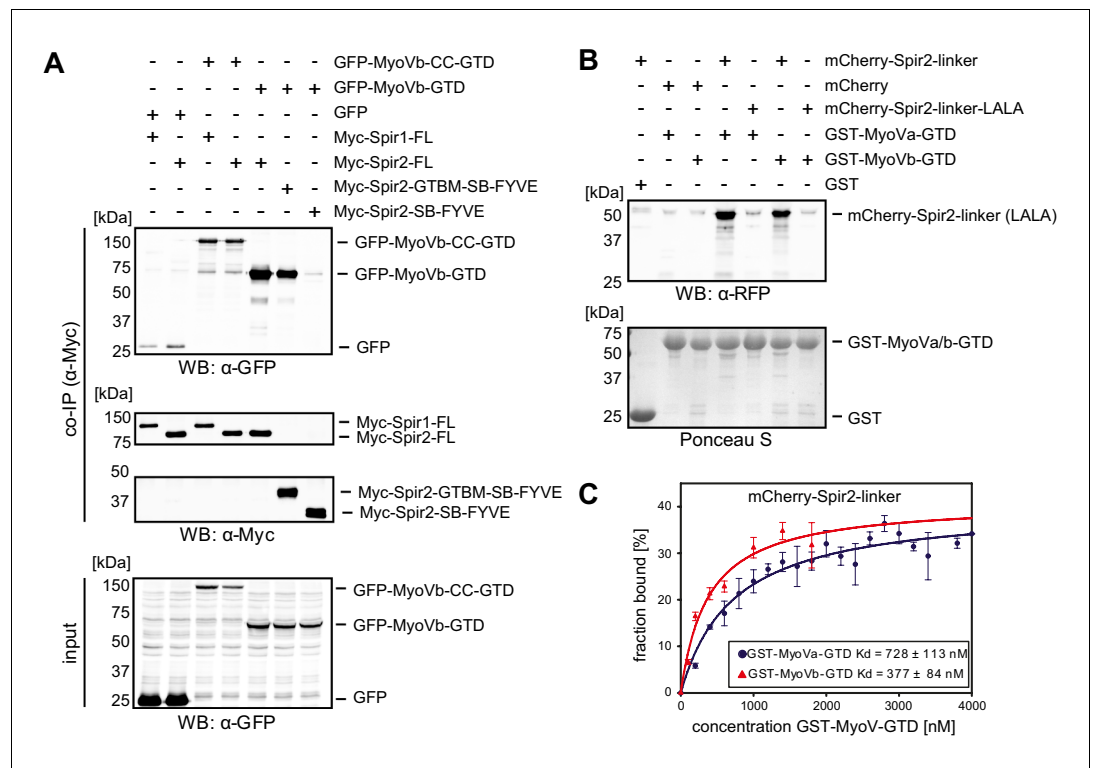 A
- - + + - - - GFP-MyoVb-CC-GTD
- - - - + + + GFP-MyoVb-GTD
+ + - - - - - GFP
+ - + - - - - Myc-Spir1-FL
- + - + + - - Myc-Spir2-FL
- - - - - + - Myc-Spir2-GTBM-SB-FYVE
- - - - - - + Myc-Spir2-SB-FYVE
[kDa]
150
75
50
37
25
GFP-MyoVb-CC-GTD
GFP-MyoVb-GTD
GFP
WB: α-GFP
co-IP (α-Myc)
[kDa]
150
75
Myc-Spir1-FL
Myc-Spir2-FL
50
37
Myc-Spir2-GTBM-SB-FYVE
Myc-Spir2-SB-FYVE
WB: α-Myc
input
150
75
50
37
25
GFP-MyoVb-CC-GTD
GFP-MyoVb-GTD
GFP
WB: α-GFP
B
+ - - + - + - mCherry-Spir2-linker
- + + - - - - mCherry
- - - - + - + mCherry-Spir2-linker-LALA
- + - + + - - GST-MyoVa-GTD
- - + - - + + GST-MyoVb-GTD
+ - - - - - - GST
[kDa]
50
37
25
mCherry-Spir2-linker (LALA)
WB: α-RFP
[kDa]
75
50
37
25
GST-MyoVa/b-GTD
GST
Ponceau S
C
mCherry-Spir2-linker
fraction bound [%]
40
30
20
10
0
GST-MyoVa-GTD Kd = 728 ± 113 nM
GST-MyoVb-GTD Kd = 377 ± 84 nM
0 1000 2000 3000 4000
concentration GST-MyoV-GTD [nM]